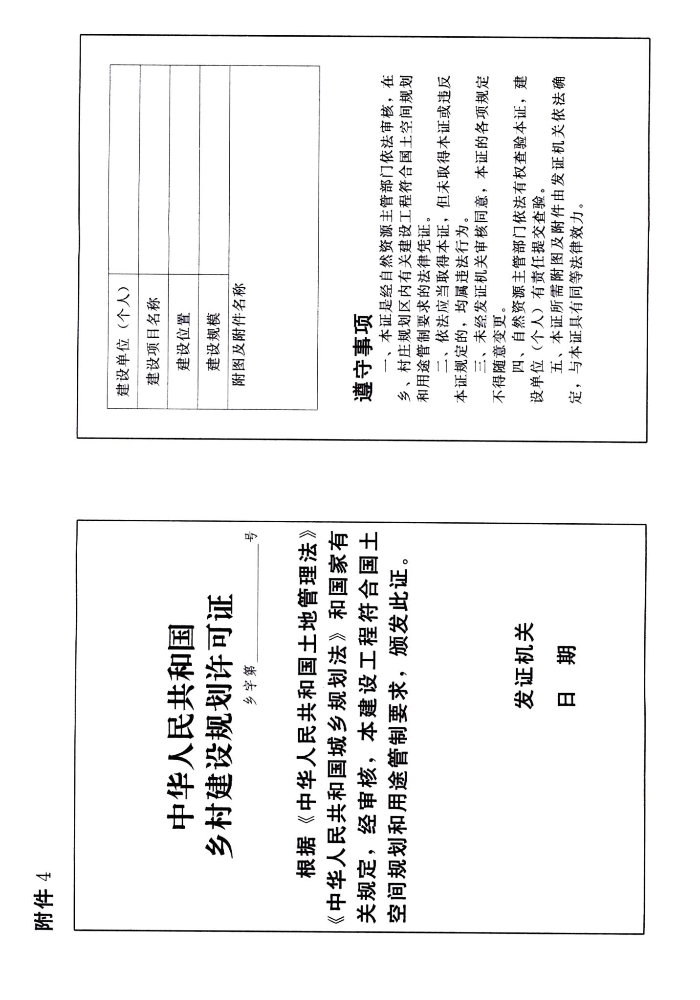 附件4
中华人民共和国
乡村建设规划许可证
乡字第 号
根据《中华人民共和国土地管理法》
《中华人民共和国城乡规划法》和国家有
关规定，经审核，本建设工程符合国土
空间规划和用途管制要求，颁发此证。
发证机关
日 期
建设单位（个人）
建设项目名称
建设位置
建设规模
附图及附件名称
遵守事项
一、本证是经自然资源主管部门依法审核，在
乡、村庄规划区内有关建设工程符合国土空间规划
和用途管制要求的法律凭证。
二、依法应当取得本证，但未取得本证或违反
本证规定的，均属违法行为。
三、未经发证机关审核同意，本证的各项规定
不得随意变更。
四、自然资源主管部门依法有权查验本证，建
设单位（个人）有责任提交查验。
五、本证所需附图及附件由发证机关依法确
定，与本证具有同等法律效力。